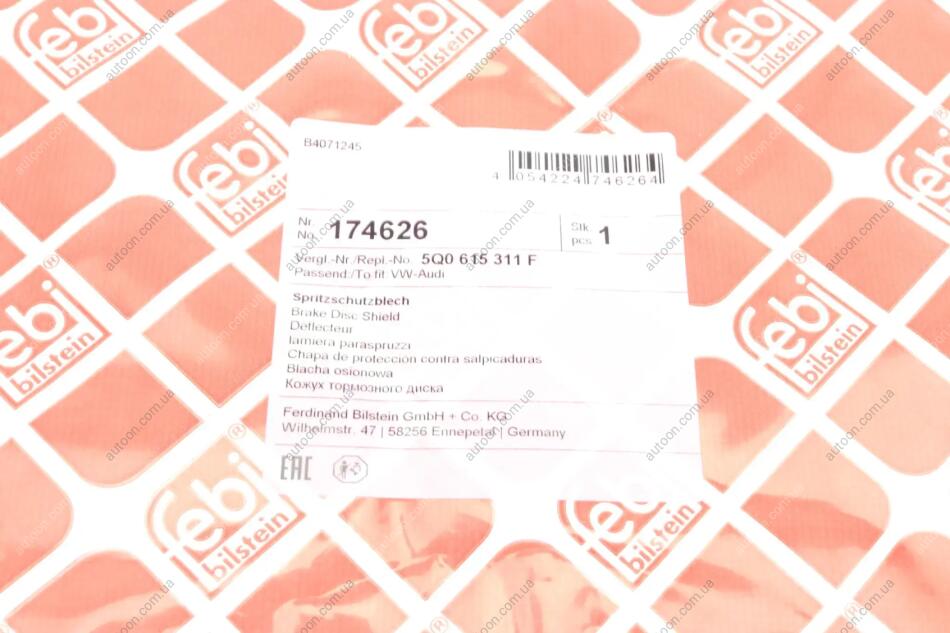 B4071245
4 054224 746264
Nr.
No. 174626
Stk.
pcs. 1
Vergl.-Nr./Repl.-No. 5Q0 615 311 F
Passend./To fit: VW-Audi
Spritzschutzblech
Brake Disc Shield
Deflecteur
lamiera paraspruzzi
Chapa de protección contra salpicaduras
Blacha osionowa
Кожух тормозного диска
Ferdinand Bilstein GmbH + Co. KG
Wilhelmstr. 47 | 58256 Ennepetal | Germany
EAC
febi
bilstein
autoon.com.ua